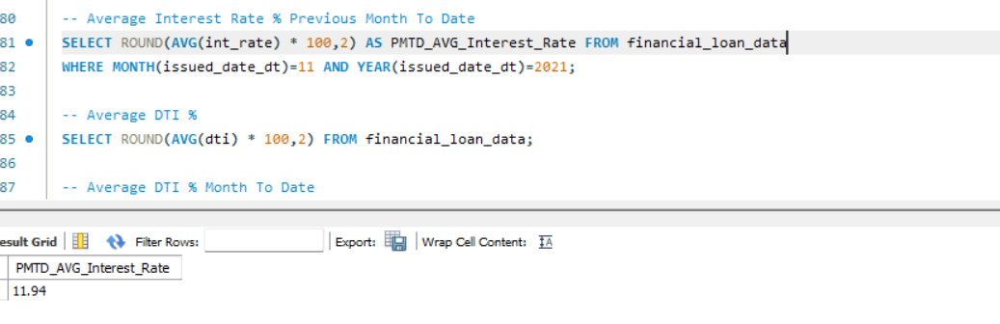 80 -- Average Interest Rate % Previous Month To Date
81 SELECT ROUND(AVG(int_rate) * 100,2) AS PMTD_AVG_Interest_Rate FROM financial_loan_data
82 WHERE MONTH(issued_date_dt)=11 AND YEAR(issued_date_dt)=2021;
83
84 -- Average DTI %
85 SELECT ROUND(AVG(dti) * 100,2) FROM financial_loan_data;
86
87 -- Average DTI % Month To Date
esult Grid Filter Rows: Export: Wrap Cell Content: IA
PMTD_AVG_Interest_Rate
11.94